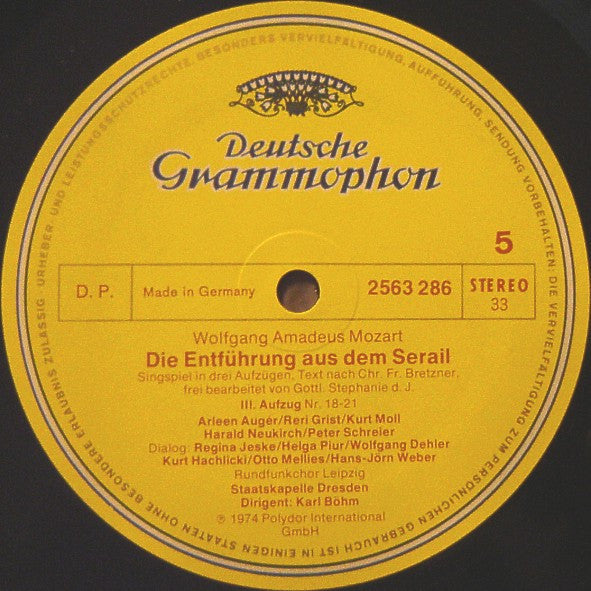 Deutsche
Grammophon
5
D. P.
Made in Germany
2563 286
STEREO
33
Wolfgang Amadeus Mozart
Die Entführung aus dem Serail
Singspiel in drei Aufzügen, Text nach Chr. Fr. Bretzner,
frei bearbeitet von Gottl. Stephanie d. J.
III. Aufzug Nr. 18-21
Arleen Augér/Reri Grist/Kurt Moll
Harald Neukirch/Peter Schreier
Dialog: Regina Jeske/Helga Piur/Wolfgang Dehler
Kurt Hachlicki/Otto Mellies/Hans-Jörn Weber
Rundfunkchor Leipzig
Staatskapelle Dresden
Dirigent: Karl Böhm
℗ 1974 Polydor International
GmbH
URHEBER- UND LEISTUNGSSCHUTZRECHTE, BESONDERS VERVIELFÄLTIGUNG, AUFFÜHRUNG, SENDUNG VORBEHALTEN; DIE VERVIELFÄLTIGUNG ZUM PERSÖNLICHEN GEBRAUCH IST IN EINIGEN STAATEN OHNE BESONDERE ERLAUBNIS ZULÄSSIG